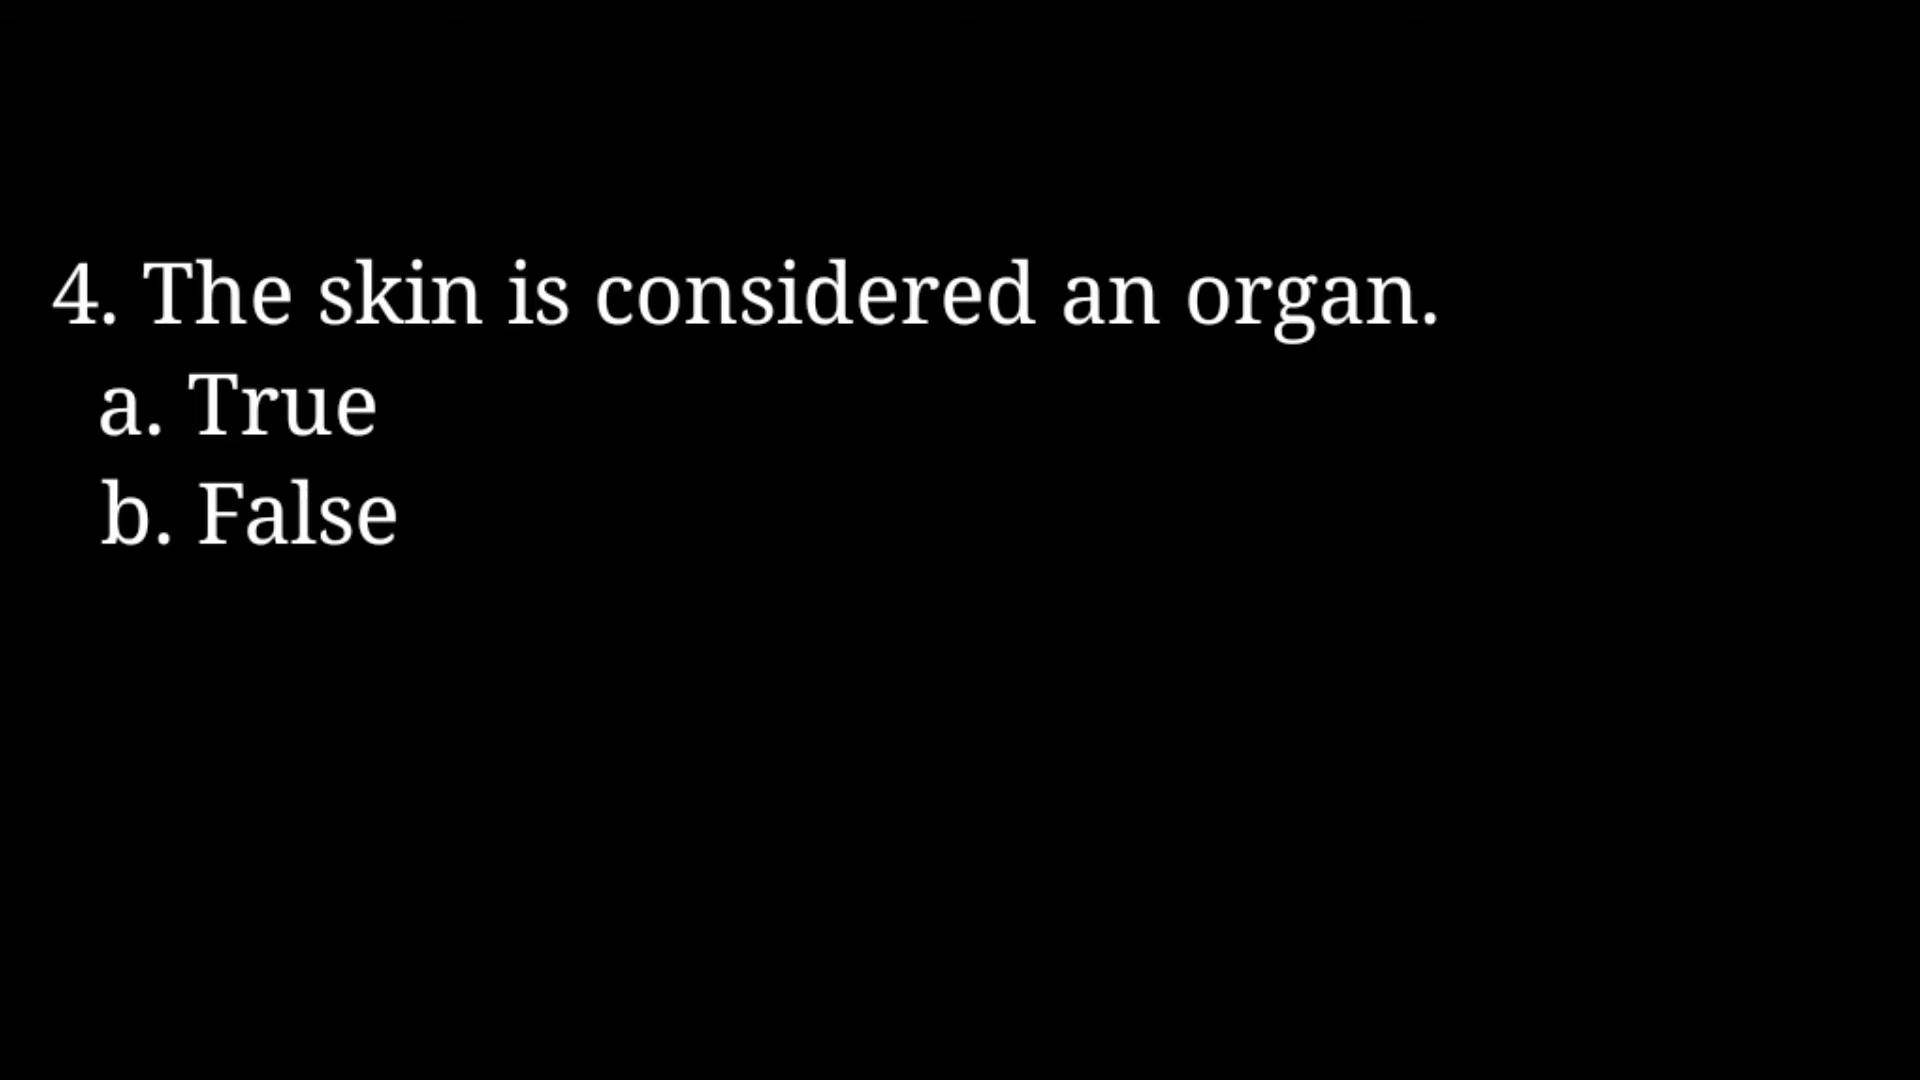 4. The skin is considered an organ.
a. True
b. False